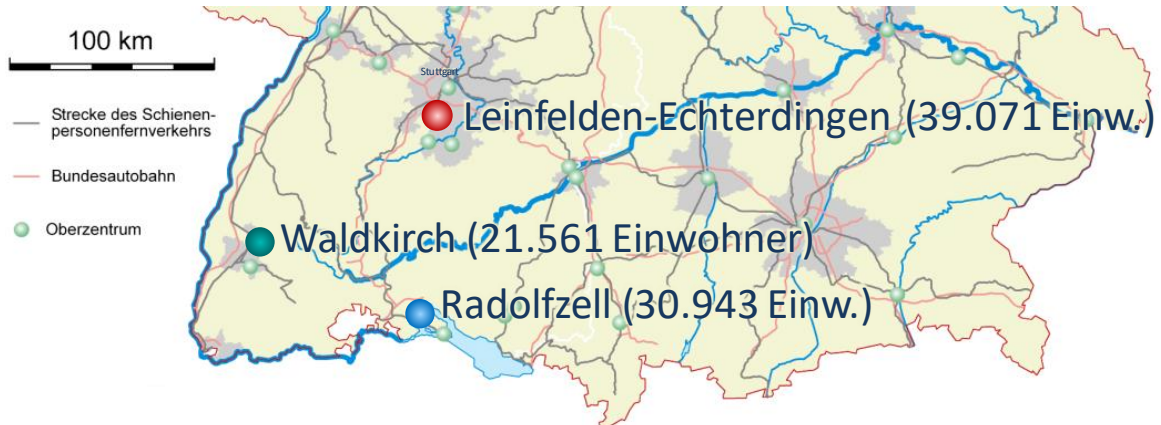 100 km
Strecke des Schienen-
personenfernverkehrs
Bundesautobahn
Oberzentrum
Stuttgart
Leinfelden-Echterdingen (39.071 Einw.)
Waldkirch (21.561 Einwohner)
Radolfzell (30.943 Einw.)